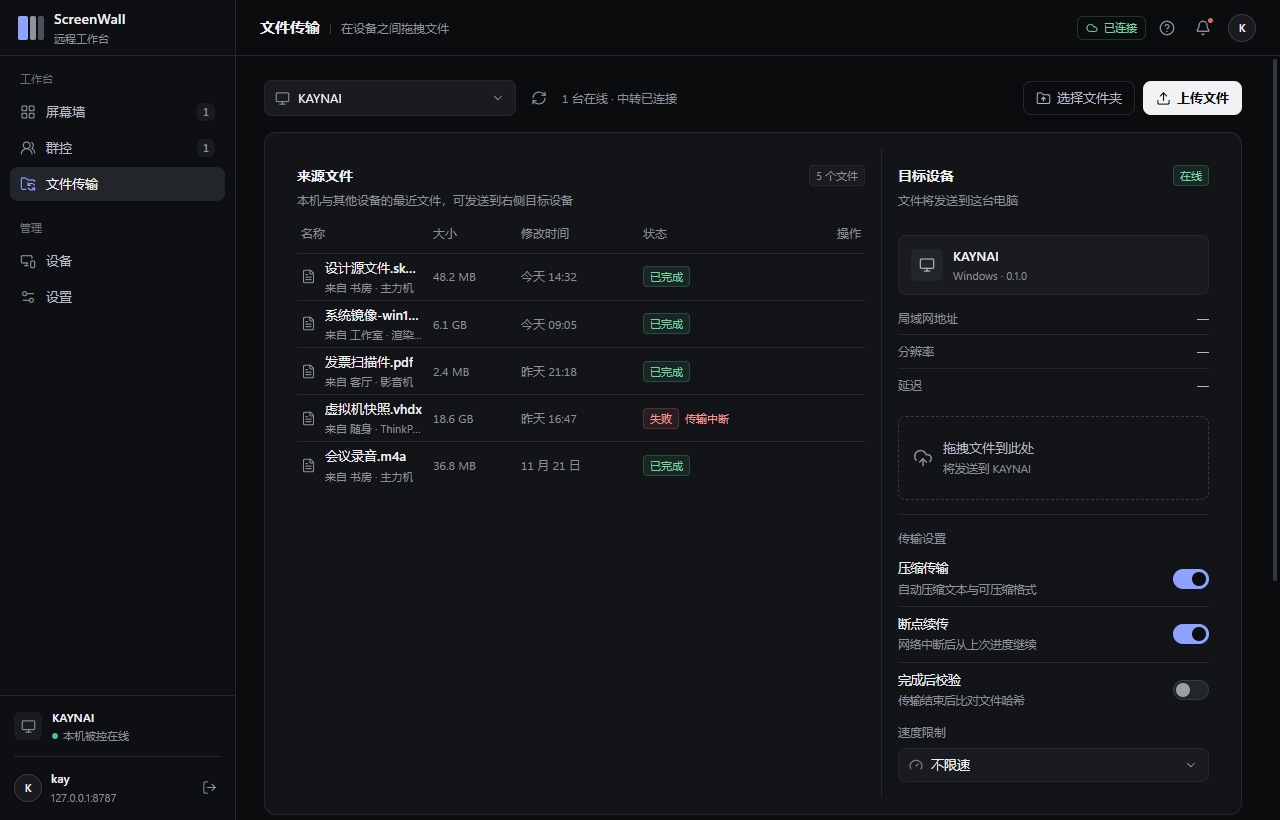 ScreenWall
远程工作台
工作台
屏幕墙 1
群控 1
文件传输
管理
设备
设置
KAYNAI
本机被控在线
K
kay
127.0.0.1:8787
文件传输 在设备之间拖拽文件
已连接
K
KAYNAI
1 台在线 · 中转已连接
选择文件夹
上传文件
来源文件
5 个文件
本机与其他设备的最近文件，可发送到右侧目标设备
名称 大小 修改时间 状态 操作
设计源文件.sk...
来自 书房 · 主力机
48.2 MB 今天 14:32 已完成
系统镜像-win1...
来自 工作室 · 渲染...
6.1 GB 今天 09:05 已完成
发票扫描件.pdf
来自 客厅 · 影音机
2.4 MB 昨天 21:18 已完成
虚拟机快照.vhdx
来自 随身 · ThinkP...
18.6 GB 昨天 16:47 失败 传输中断
会议录音.m4a
来自 书房 · 主力机
36.8 MB 11 月 21 日 已完成
目标设备
在线
文件将发送到这台电脑
KAYNAI
Windows · 0.1.0
局域网地址 —
分辨率 —
延迟 —
拖拽文件到此处
将发送到 KAYNAI
传输设置
压缩传输
自动压缩文本与可压缩格式
断点续传
网络中断后从上次进度继续
完成后校验
传输结束后比对文件哈希
速度限制
不限速